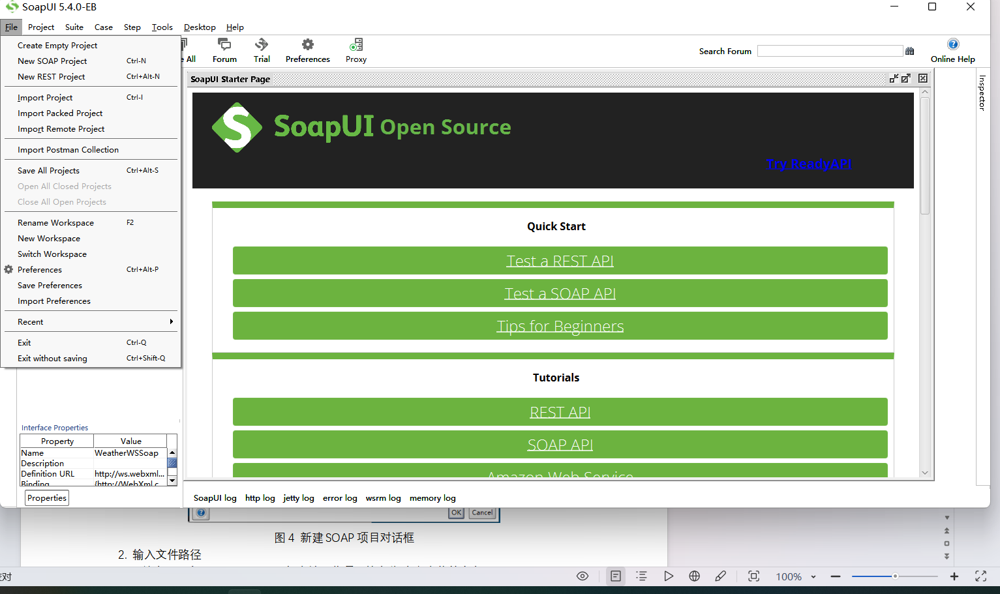 SoapUI 5.4.0-EB
File Project Suite Case Step Tools Desktop Help
Create Empty Project
New SOAP Project Ctrl-N
New REST Project Ctrl+Alt-N
Import Project Ctrl-I
Import Packed Project
Import Remote Project
Import Postman Collection
Save All Projects Ctrl+Alt-S
Open All Closed Projects
Close All Open Projects
Rename Workspace F2
New Workspace
Switch Workspace
Preferences Ctrl+Alt-P
Save Preferences
Import Preferences
Recent
Exit Ctrl-Q
Exit without saving Ctrl+Shift-Q
All Forum Trial Preferences Proxy
Search Forum
Online Help
SoapUI Starter Page
Inspector
SoapUI Open Source
Try ReadyAPI
Quick Start
Test a REST API
Test a SOAP API
Tips for Beginners
Tutorials
REST API
SOAP API
Amazon Web Service
Interface Properties
Property Value
Name WeatherWSSoap
Description
Definition URL http://ws.webxml...
Binding {http://WebXml.c...
Properties
SoapUI log http log jetty log error log wsrm log memory log
OK Cancel
图 4 新建 SOAP 项目对话框
2. 输入文件路径
对
100%